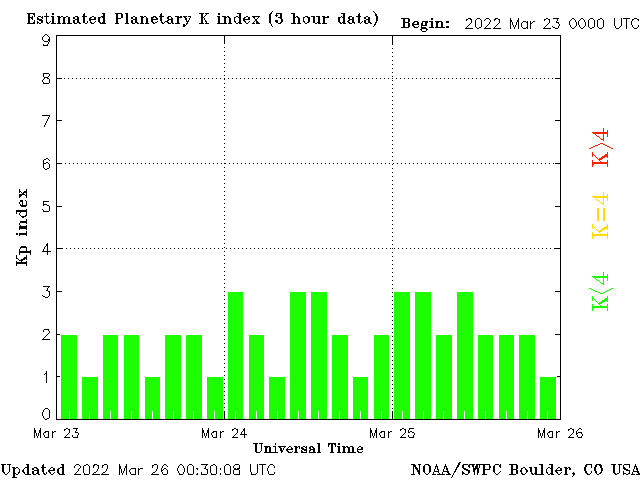 Estimated Planetary K index (3 hour data) Begin: 2022 Mar 23 0000 UTC
9
8
7
6
5
4
3
2
1
0
Kp index
K>4
K=4
K<4
Mar 23 Mar 24 Mar 25 Mar 26
Universal Time
Updated 2022 Mar 26 00:30:08 UTC NOAA/SWPC Boulder, CO USA